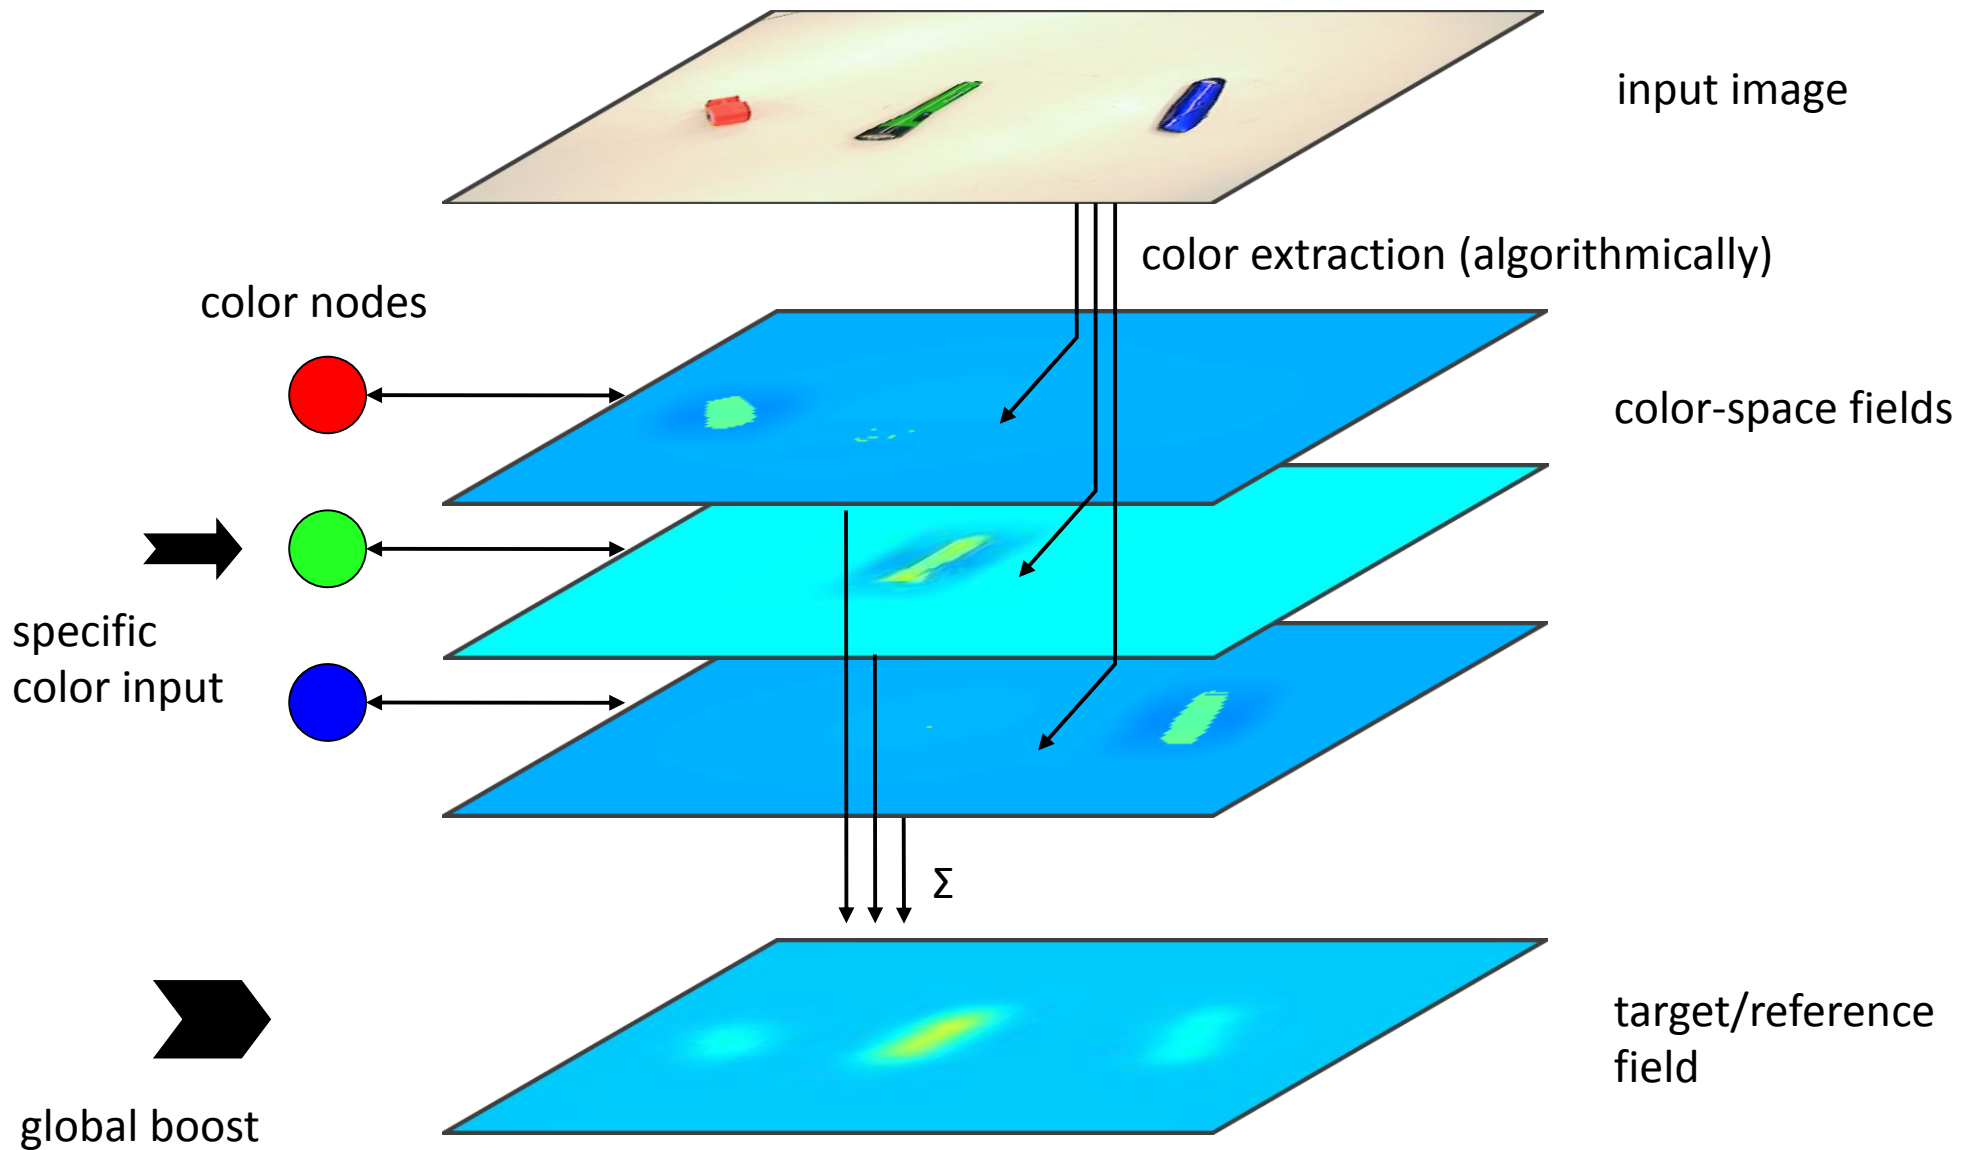 input image
color extraction (algorithmically)
color nodes
color-space fields
specific
color input
Σ
target/reference
field
global boost